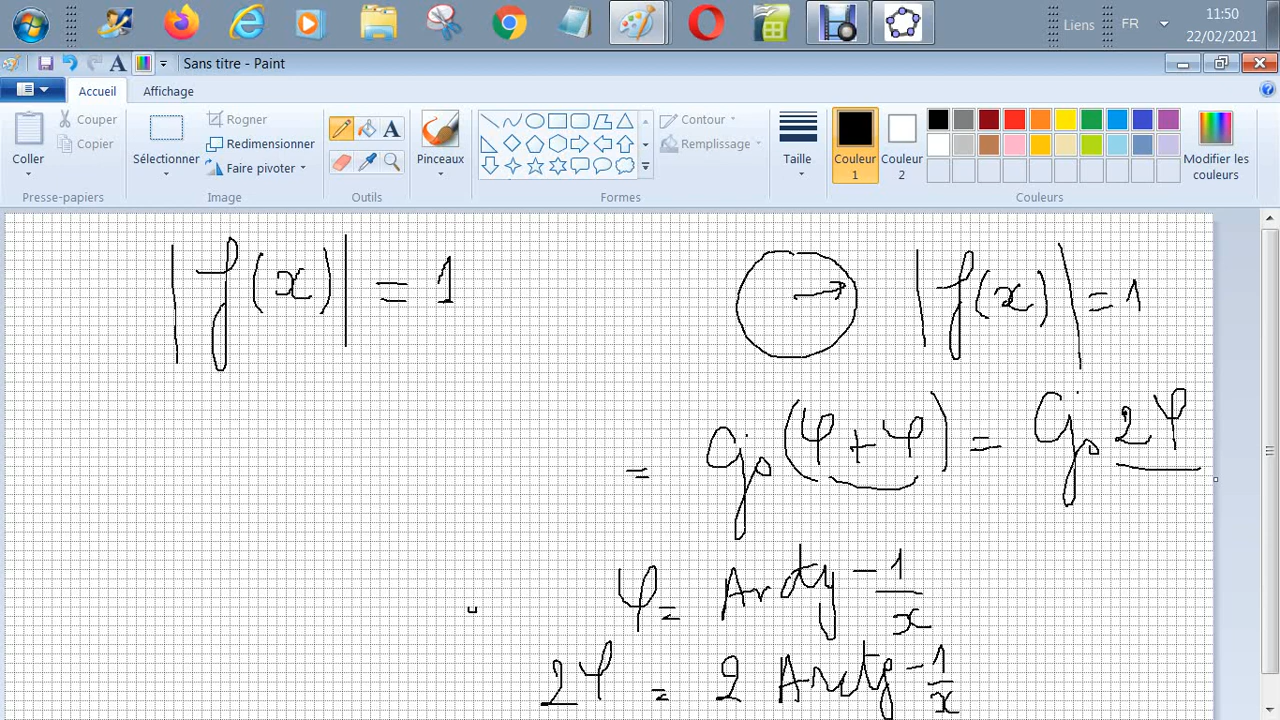 11:50
Liens FR
22/02/2021
Sans titre - Paint
Accueil Affichage
Coller Couper Copier
Presse-papiers
Sélectionner Rogner Redimensionner Faire pivoter
Image
Outils
Pinceaux
Contour Remplissage
Formes
Taille
Couleur 1
Couleur 2
Modifier les couleurs
Couleurs
|f(x)| = 1
|f(x)| = 1
= (φ + φ) = 2φ
φ = Arctg -1/x
2φ = 2 Arctg -1/x